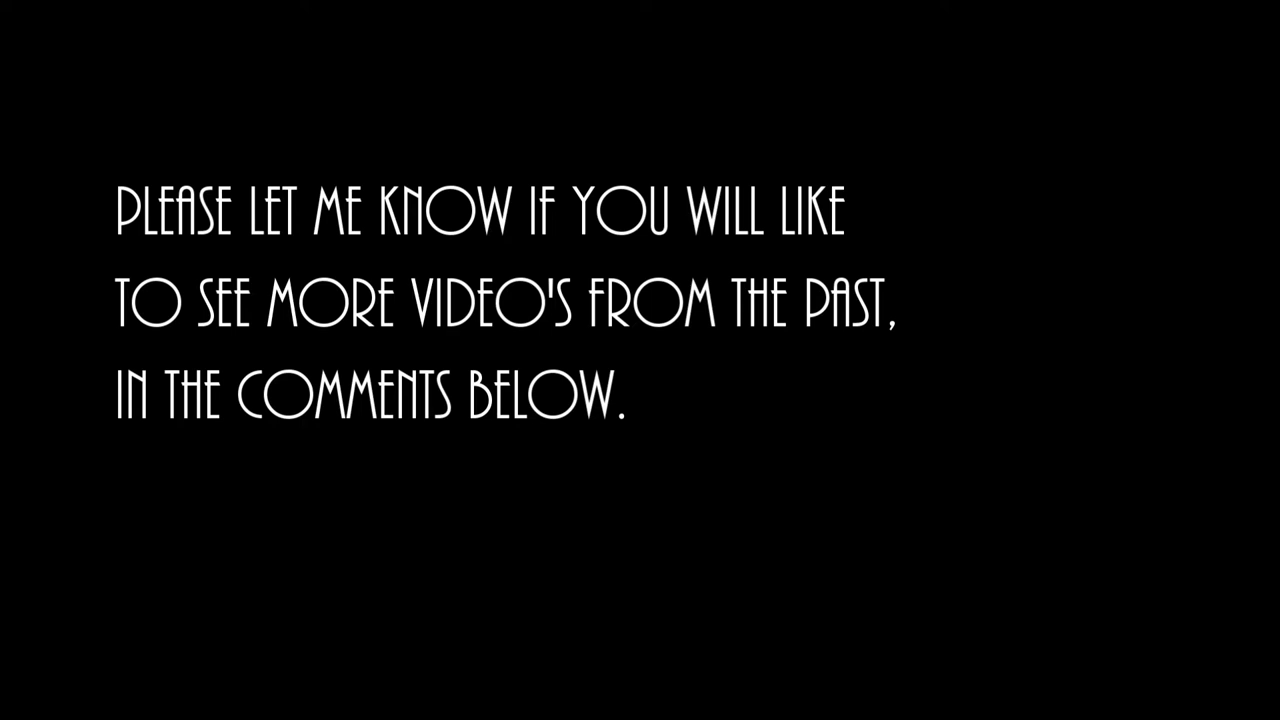 PLEASE LET ME KNOW IF YOU WILL LIKE
TO SEE MORE VIDEO'S FROM THE PAST,
IN THE COMMENTS BELOW.